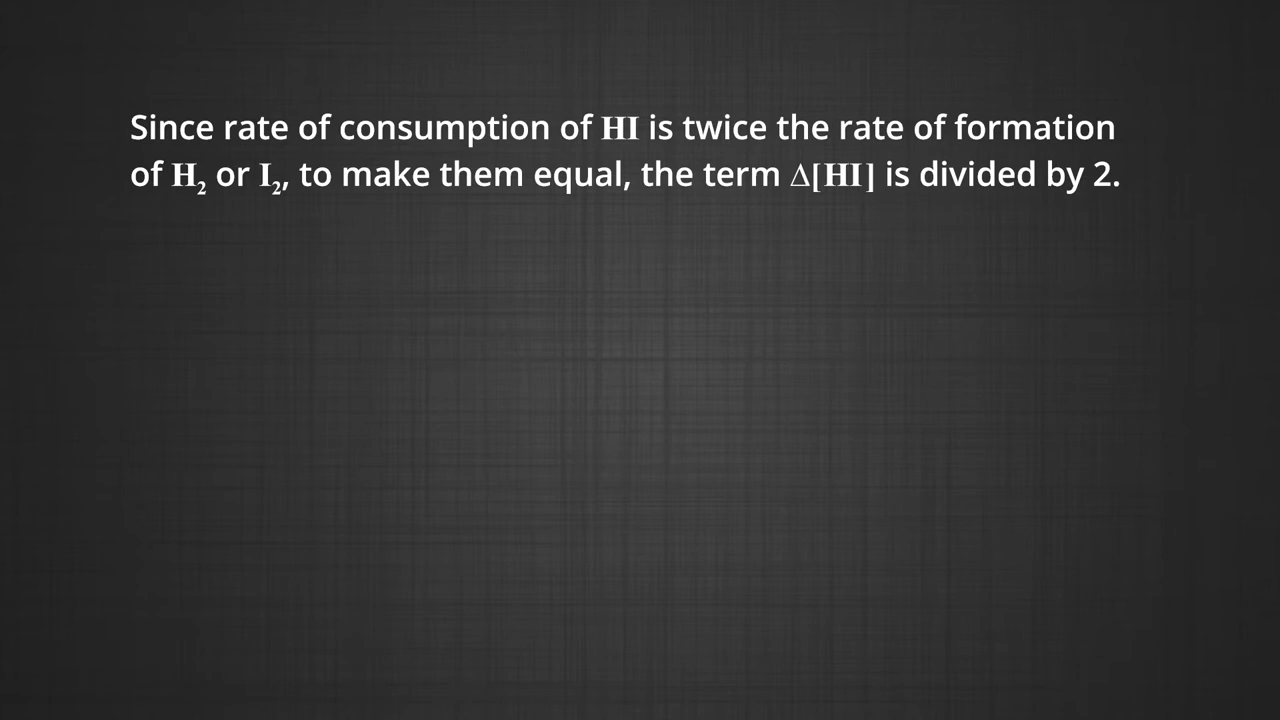 Since rate of consumption of HI is twice the rate of formation
of H₂ or I₂, to make them equal, the term Δ[HI] is divided by 2.